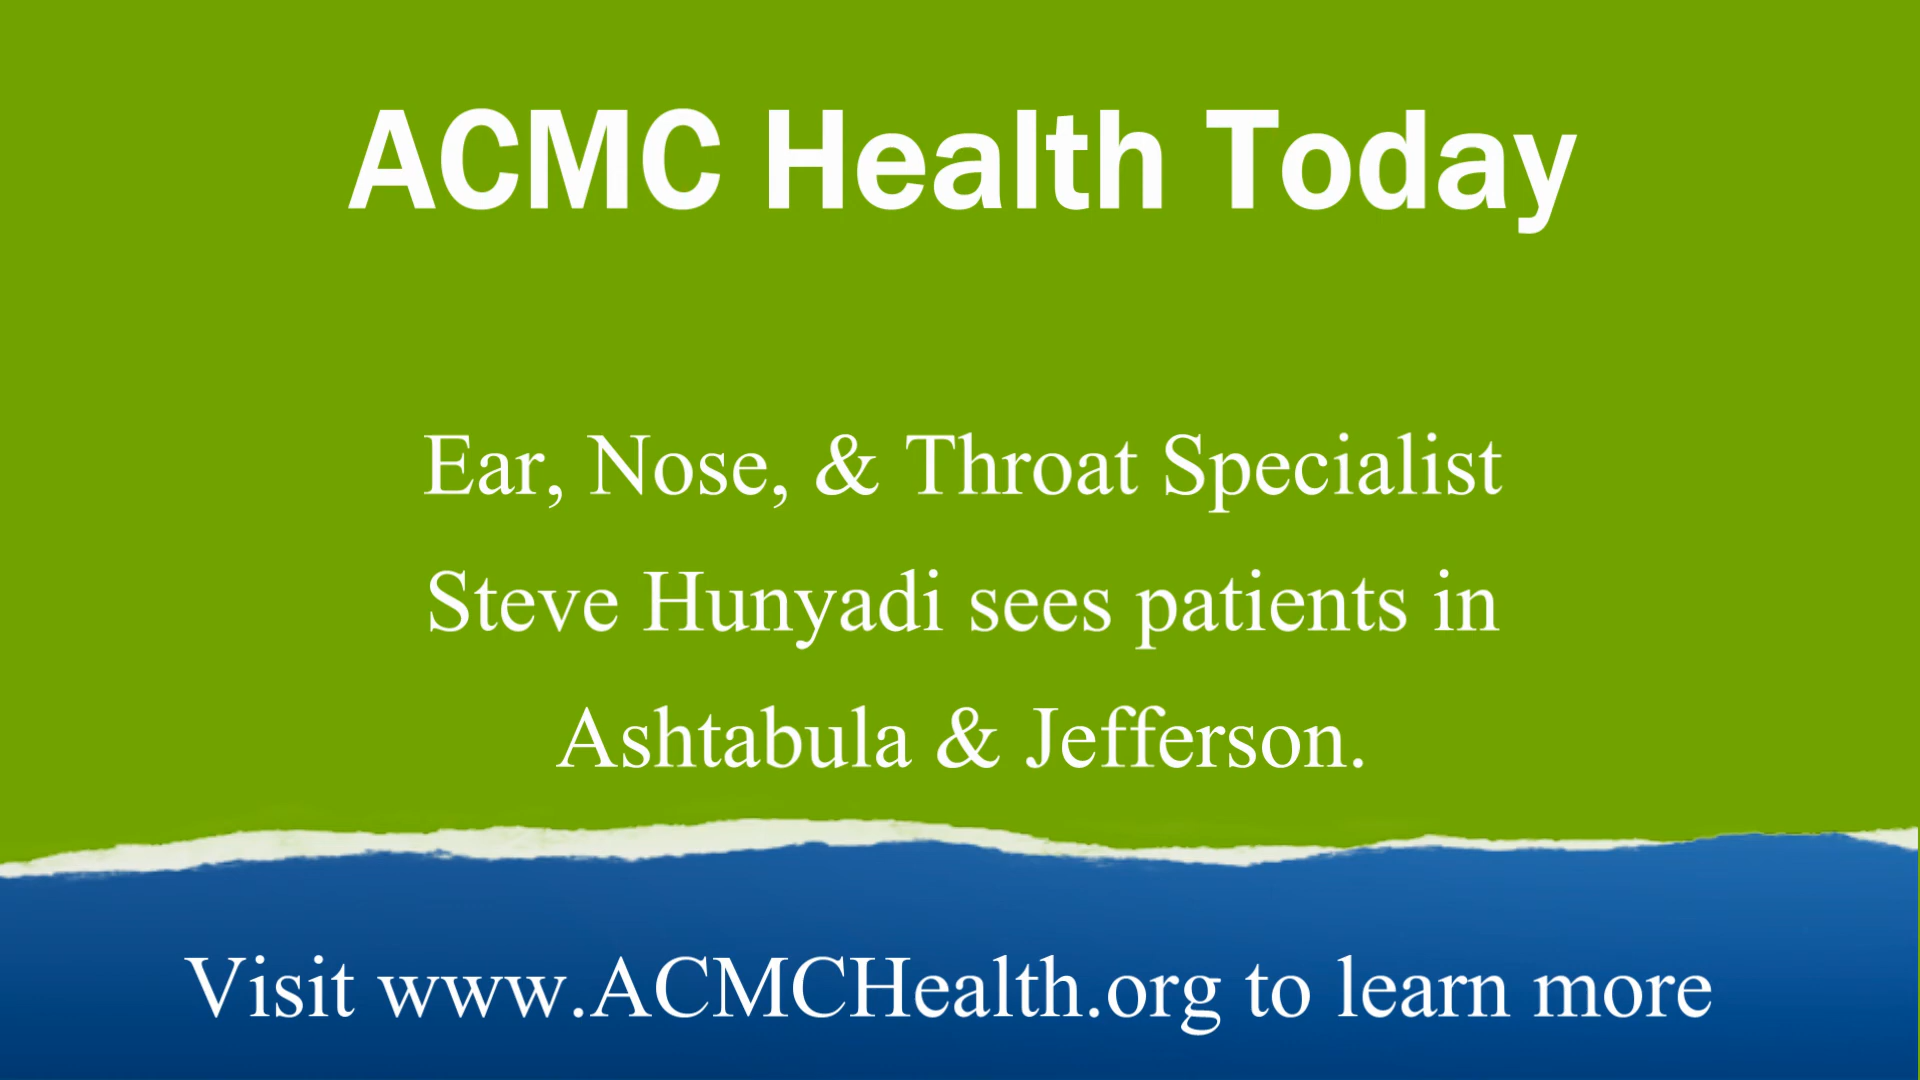 ACMC Health Today
Ear, Nose, & Throat Specialist
Steve Hunyadi sees patients in
Ashtabula & Jefferson.
Visit www.ACMCHealth.org to learn more